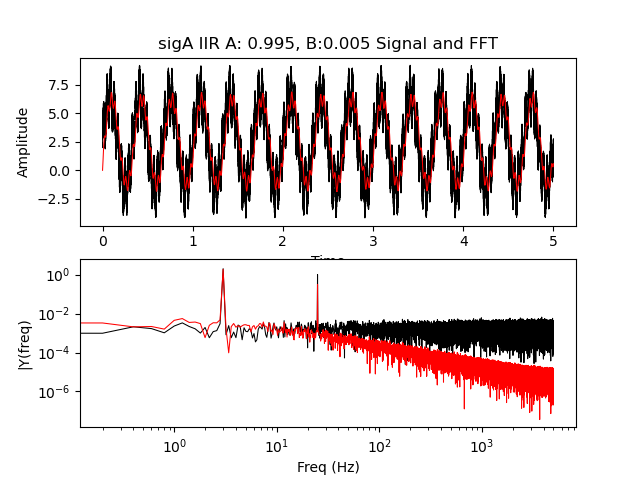 sigA IIR A: 0.995, B:0.005 Signal and FFT
Amplitude
7.5
5.0
2.5
0.0
−2.5
0 1 2 3 4 5
Time
|Y(freq)
10⁰
10⁻²
10⁻⁴
10⁻⁶
10⁰ 10¹ 10² 10³
Freq (Hz)